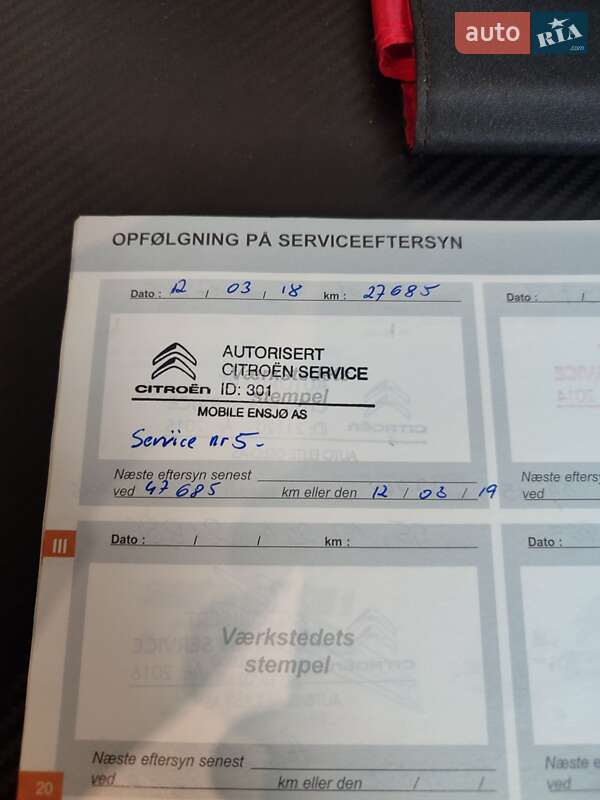 auto RIA.com
OPFØLGNING PÅ SERVICEEFTERSYN
Dato : 12 / 03 / 18 km : 27685
Dato : /
AUTORISERT
CITROËN SERVICE
CITROËN ID: 301
MOBILE ENSJØ AS
Værkstedets
stempel
Service nr 5 -
Næste eftersyn senest
ved 47685 km eller den 12 / 03 / 19
Næste eftersyn
ved
III
Dato : / / km :
Dato :
Værkstedets
stempel
Næste eftersyn senest
ved km eller den / /
Næste
ved
20